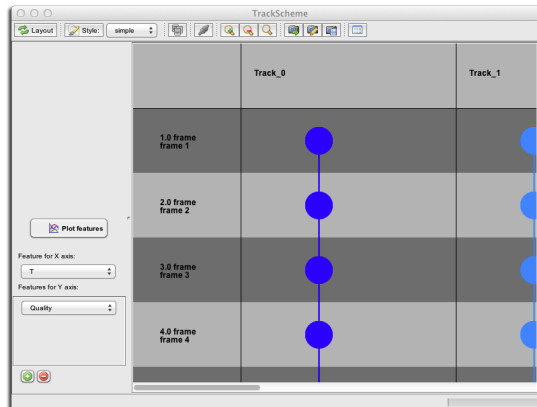 TrackScheme
Layout
Style:
simple
Track_0
Track_1
1.0 frame
frame 1
2.0 frame
frame 2
3.0 frame
frame 3
4.0 frame
frame 4
Plot features
Feature for X axis:
T
Features for Y axis:
Quality